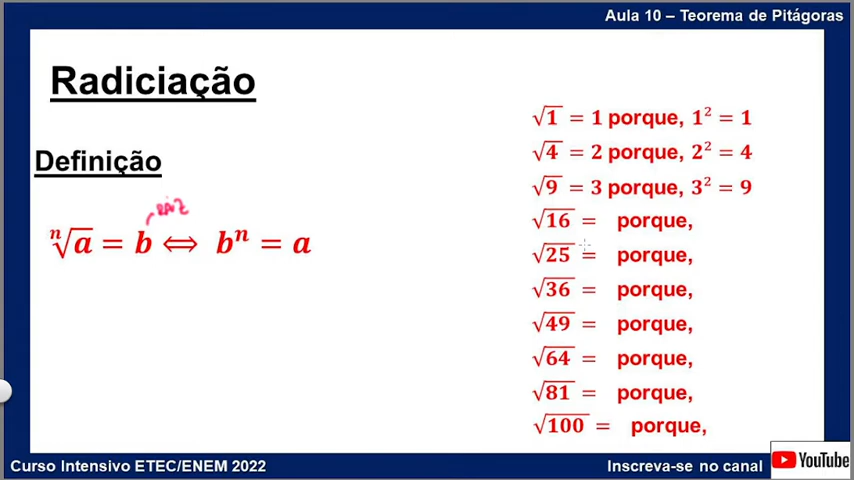 Aula 10 – Teorema de Pitágoras
Radiciação
Definição
RAIZ
ⁿ√a = b ⟺ bⁿ = a
√1 = 1 porque, 1² = 1
√4 = 2 porque, 2² = 4
√9 = 3 porque, 3² = 9
√16 = porque,
√25 = porque,
√36 = porque,
√49 = porque,
√64 = porque,
√81 = porque,
√100 = porque,
Curso Intensivo ETEC/ENEM 2022
Inscreva-se no canal
YouTube